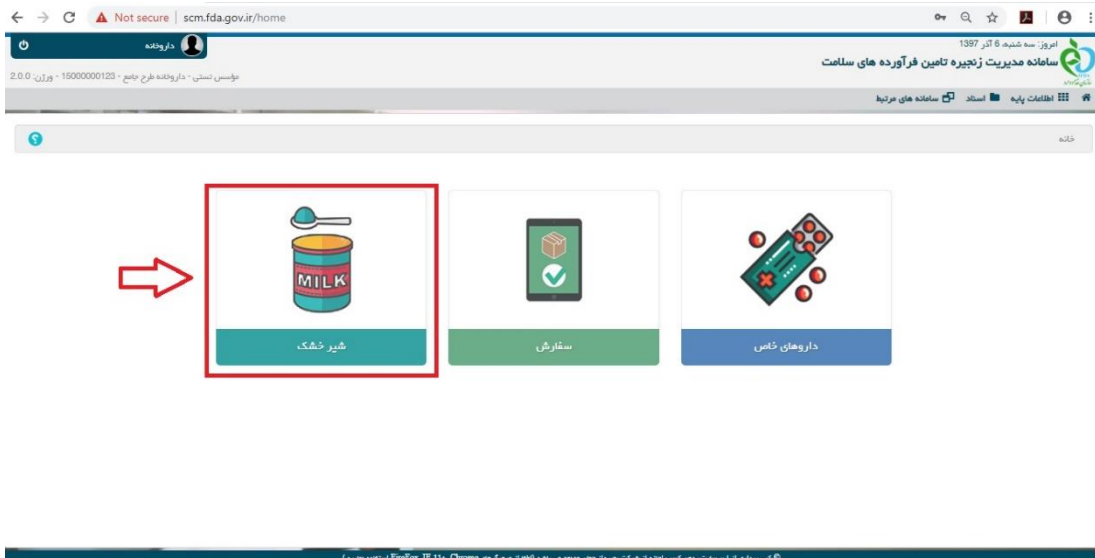 Not secure | scm.fda.gov.ir/home
امروز: سه شنبه، 6 آذر 1397
سامانه مدیریت زنجیره تامین فرآورده های سلامت
داروخانه
مؤسس تستی - داروخانه طرح جامع - 15000000123 - ورژن: 2.0.0
اطلاعات پایه اسناد سامانه های مرتبط
خانه
داروهای خاص
سفارش
MILK
شیر خشک